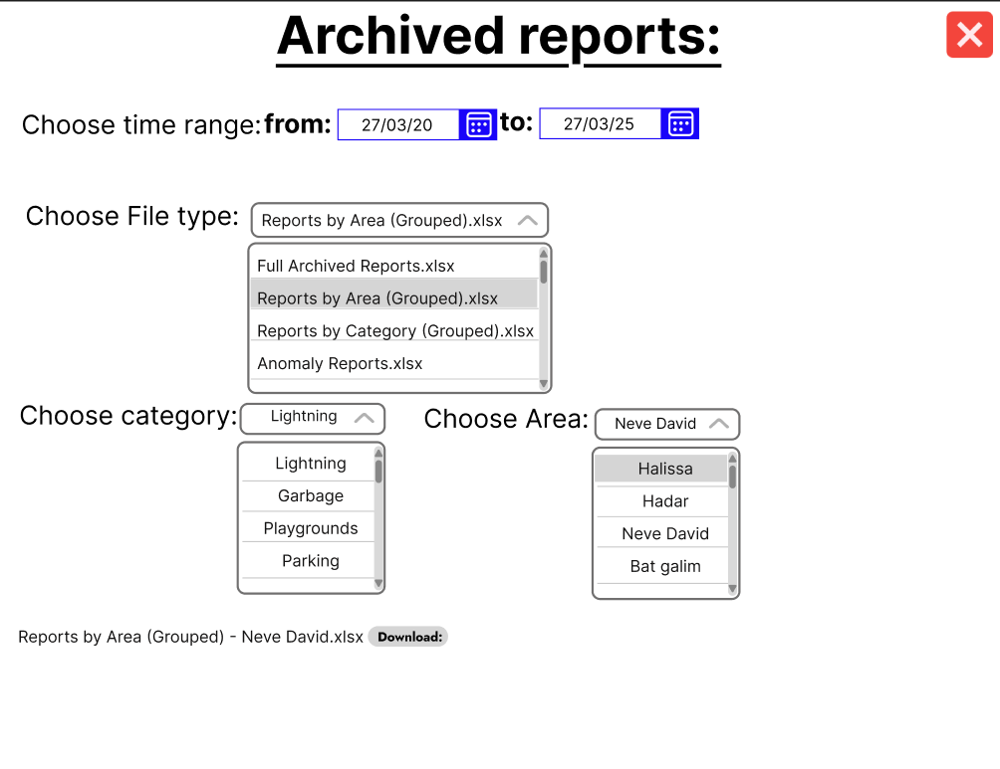 Archived reports:
Choose time range: from: 27/03/20 to: 27/03/25
Choose File type: Reports by Area (Grouped).xlsx
Full Archived Reports.xlsx
Reports by Area (Grouped).xlsx
Reports by Category (Grouped).xlsx
Anomaly Reports.xlsx
Choose category: Lightning
Lightning
Garbage
Playgrounds
Parking
Choose Area: Neve David
Halissa
Hadar
Neve David
Bat galim
Reports by Area (Grouped) - Neve David.xlsx Download: